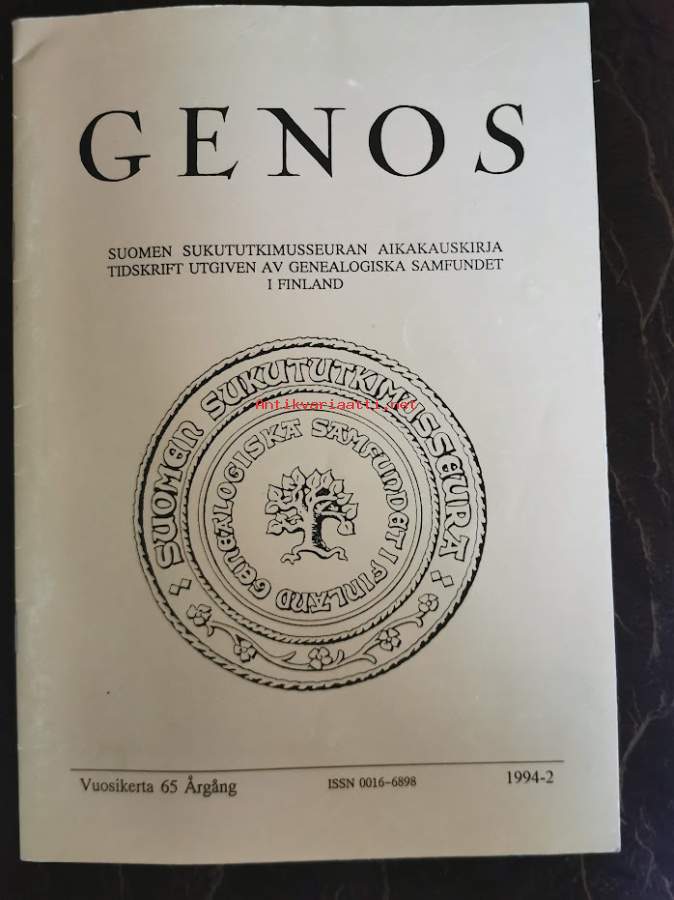 GENOS
SUOMEN SUKUTUTKIMUSSEURAN AIKAKAUSKIRJA
TIDSKRIFT UTGIVEN AV GENEALOGISKA SAMFUNDET
I FINLAND
SUOMEN SUKUTUTKIMUSSEURA
Antikvariaatti.net
GENEALOGISKA SAMFUNDET I FINLAND
Vuosikerta 65 Årgång
ISSN 0016-6898
1994-2